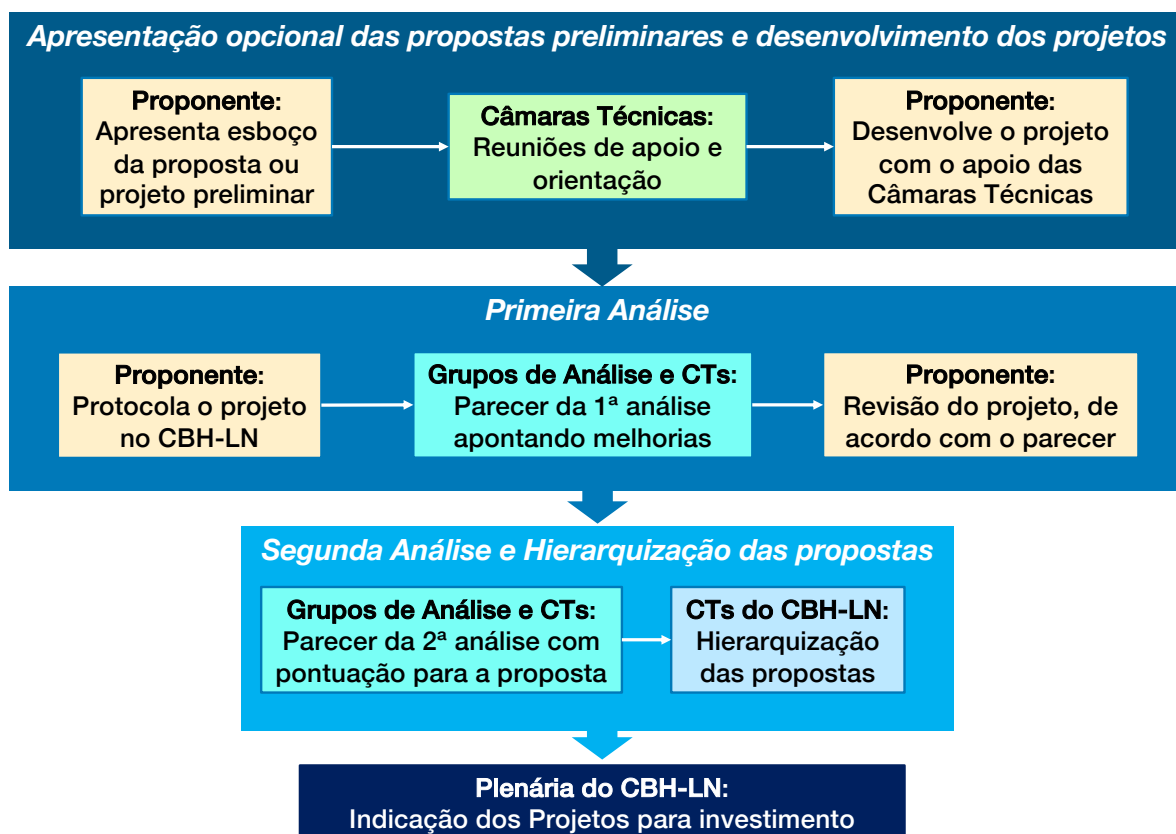 Apresentação opcional das propostas preliminares e desenvolvimento dos projetos
Proponente:
Apresenta esboço
da proposta ou
projeto preliminar
Câmaras Técnicas:
Reuniões de apoio e
orientação
Proponente:
Desenvolve o projeto
com o apoio das
Câmaras Técnicas
Primeira Análise
Proponente:
Protocola o projeto
no CBH-LN
Grupos de Análise e CTs:
Parecer da 1ª análise
apontando melhorias
Proponente:
Revisão do projeto, de
acordo com o parecer
Segunda Análise e Hierarquização das propostas
Grupos de Análise e CTs:
Parecer da 2ª análise com
pontuação para a proposta
CTs do CBH-LN:
Hierarquização
das propostas
Plenária do CBH-LN:
Indicação dos Projetos para investimento